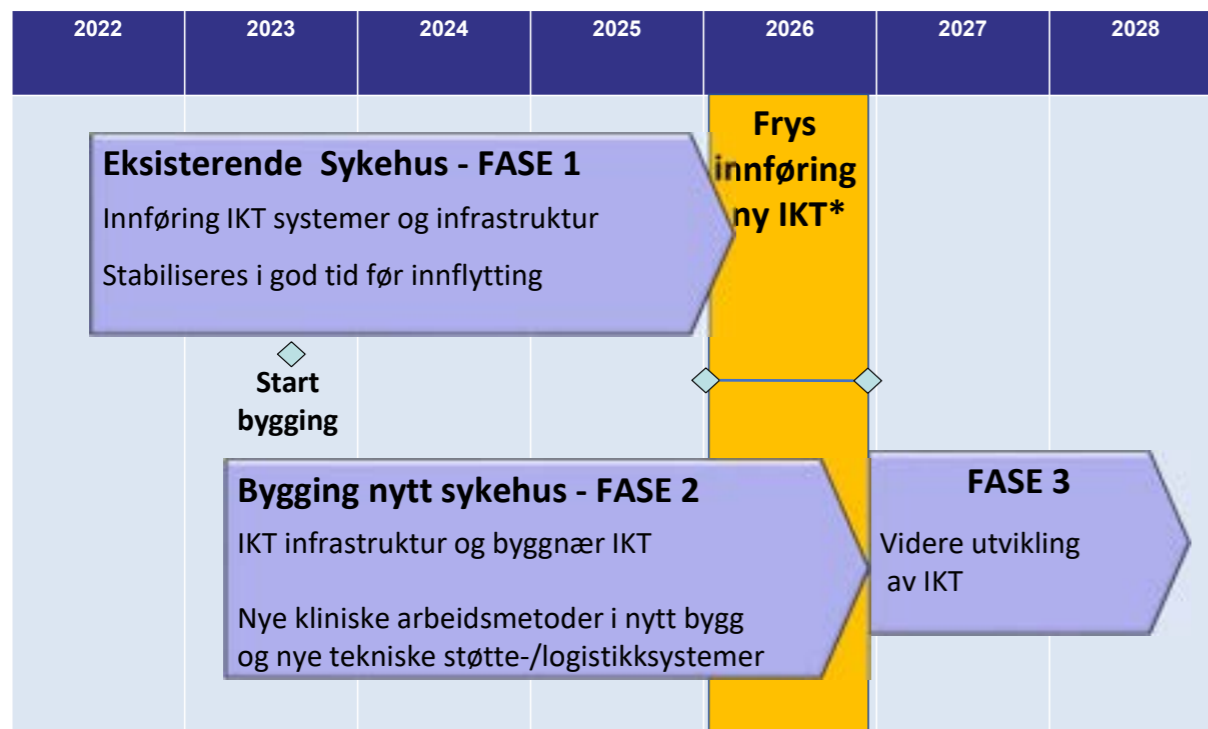 2022 2023 2024 2025 2026 2027 2028
Frys
innføring
ny IKT*
Eksisterende Sykehus - FASE 1
Innføring IKT systemer og infrastruktur
Stabiliseres i god tid før innflytting
Start
bygging
Bygging nytt sykehus - FASE 2
IKT infrastruktur og byggnær IKT
Nye kliniske arbeidsmetoder i nytt bygg
og nye tekniske støtte-/logistikksystemer
FASE 3
Videre utvikling
av IKT